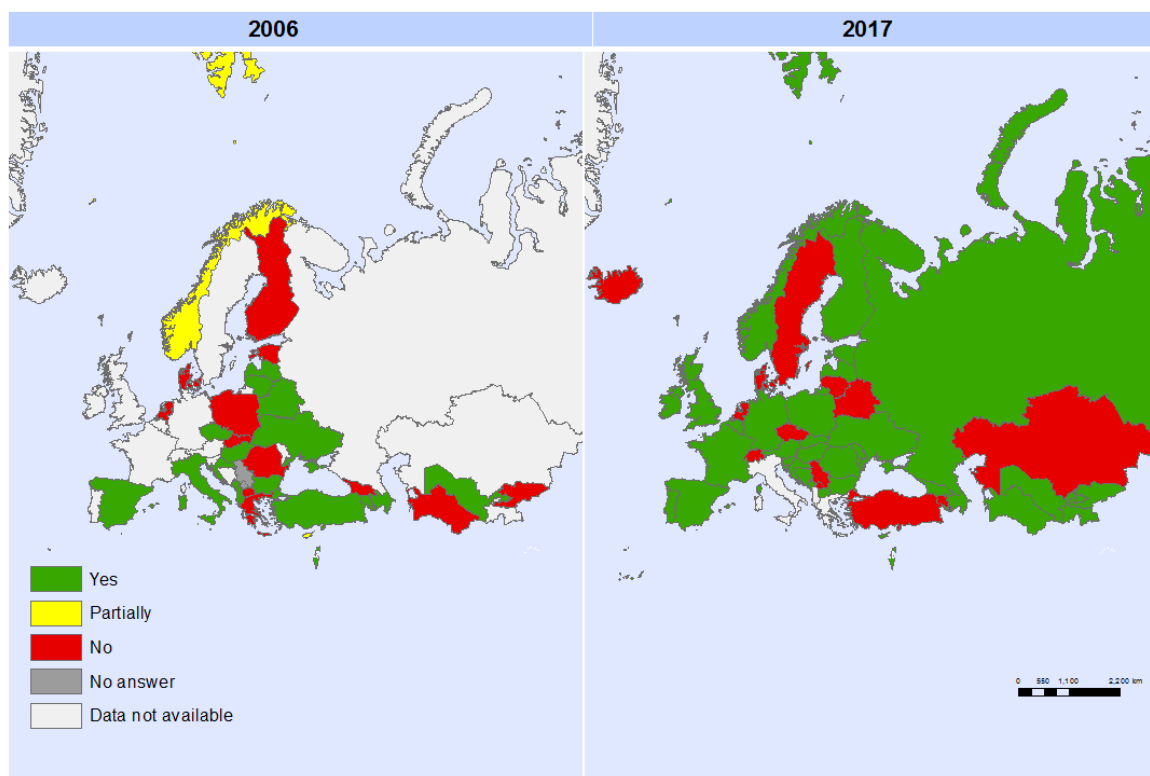 2006
2017
Yes
Partially
No
No answer
Data not available
0 550 1,100 2,200 km